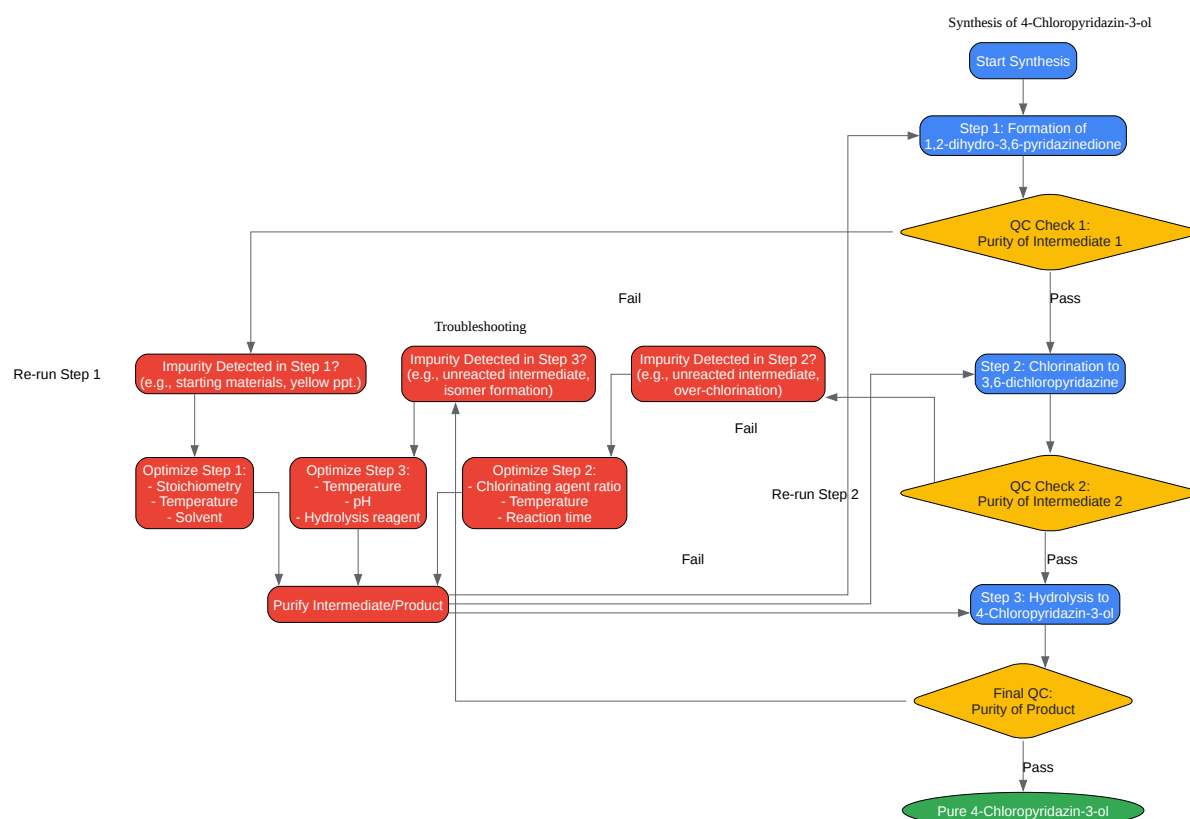 Synthesis of 4-Chloropyridazin-3-ol
Start Synthesis
Step 1: Formation of
1,2-dihydro-3,6-pyridazinedione
QC Check 1:
Purity of Intermediate 1
Fail
Pass
Troubleshooting
Re-run Step 1
Impurity Detected in Step 1?
(e.g., starting materials, yellow ppt.)
Impurity Detected in Step 3?
(e.g., unreacted intermediate,
isomer formation)
Impurity Detected in Step 2?
(e.g., unreacted intermediate,
over-chlorination)
Step 2: Chlorination to
3,6-dichloropyridazine
Fail
Optimize Step 1:
- Stoichiometry
- Temperature
- Solvent
Optimize Step 3:
- Temperature
- pH
- Hydrolysis reagent
Optimize Step 2:
- Chlorinating agent ratio
- Temperature
- Reaction time
Re-run Step 2
QC Check 2:
Purity of Intermediate 2
Fail
Pass
Purify Intermediate/Product
Step 3: Hydrolysis to
4-Chloropyridazin-3-ol
Final QC:
Purity of Product
Pass
Pure 4-Chloropyridazin-3-ol